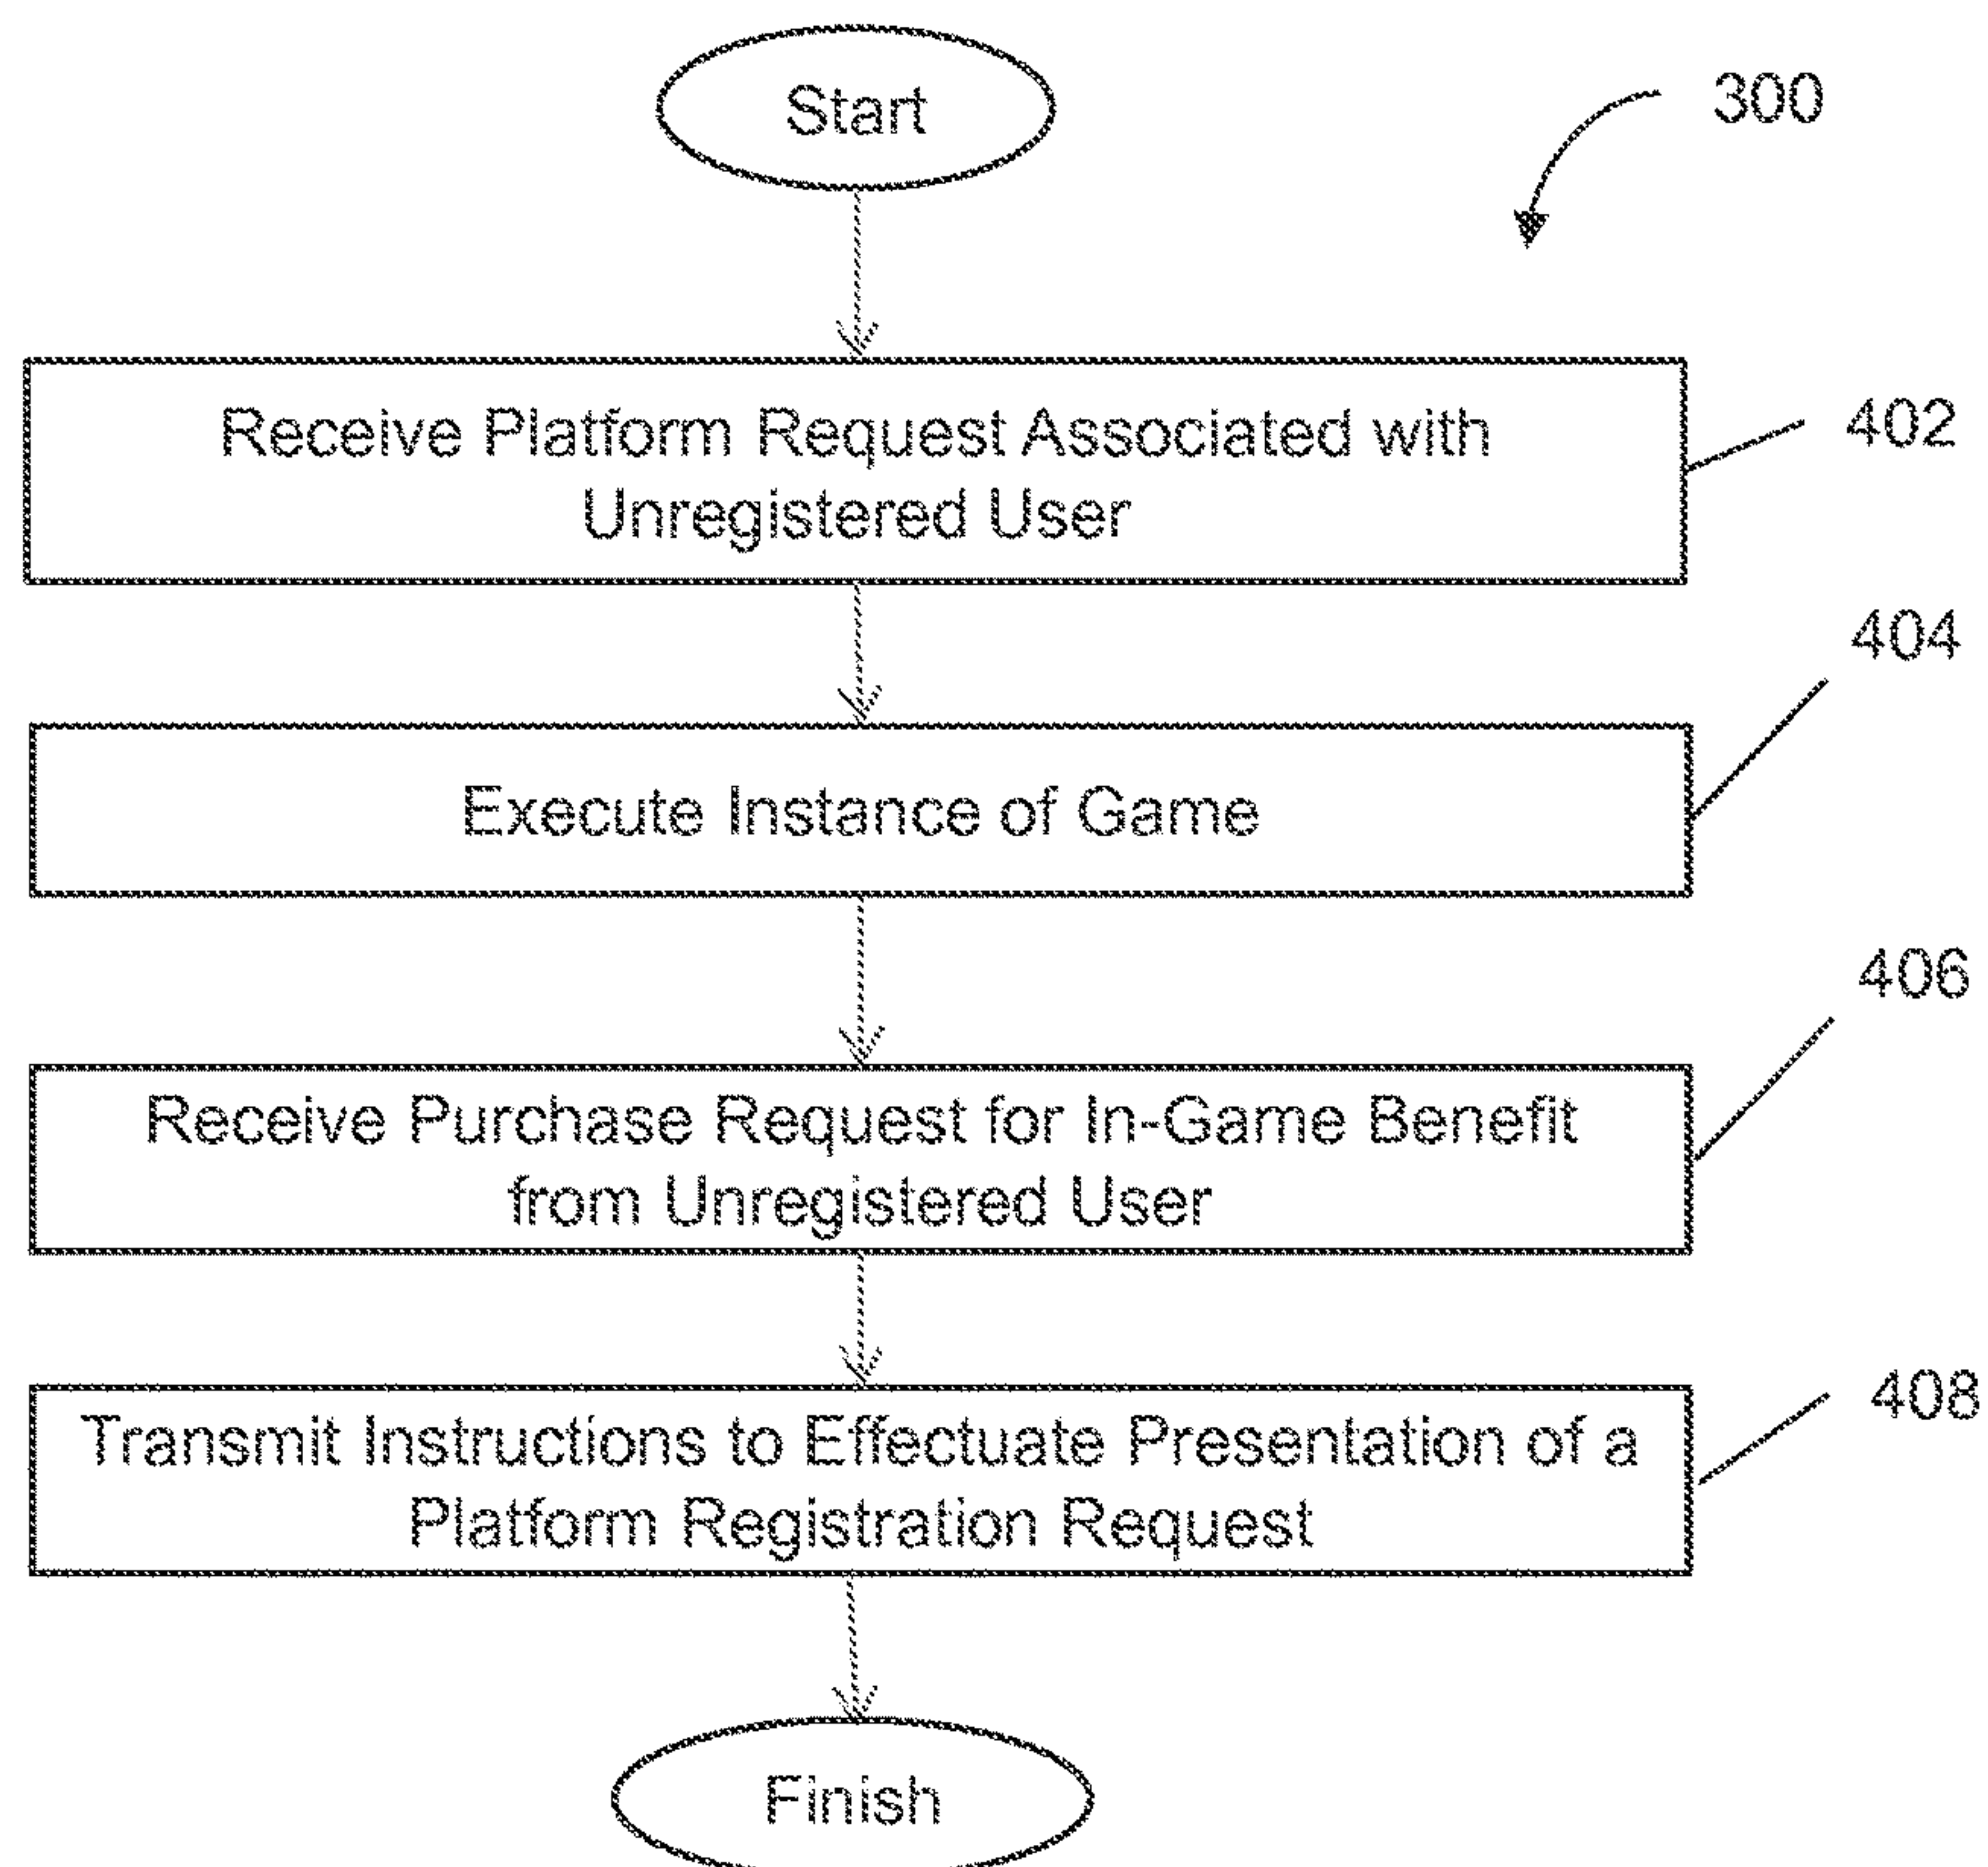 Start
300
Receive Platform Request Associated with
Unregistered User
402
404
Execute Instance of Game
406
Receive Purchase Request for In-Game Benefit
from Unregistered User
408
Transmit Instructions to Effectuate Presentation of a
Platform Registration Request
Finish